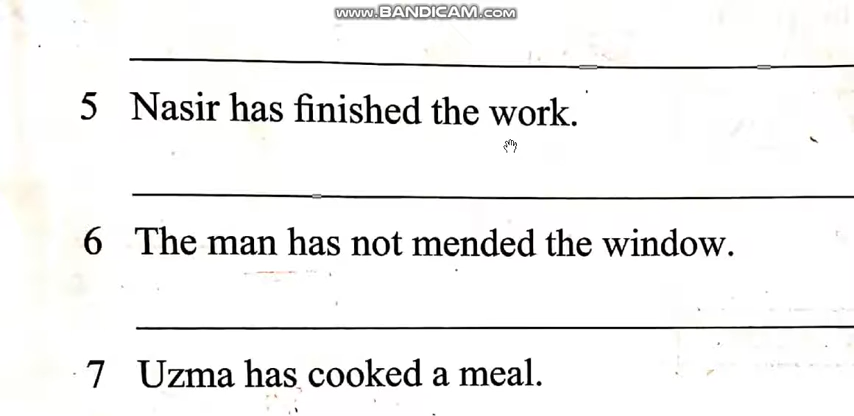 www.BANDICAM.com
5 Nasir has finished the work.
6 The man has not mended the window.
7 Uzma has cooked a meal.